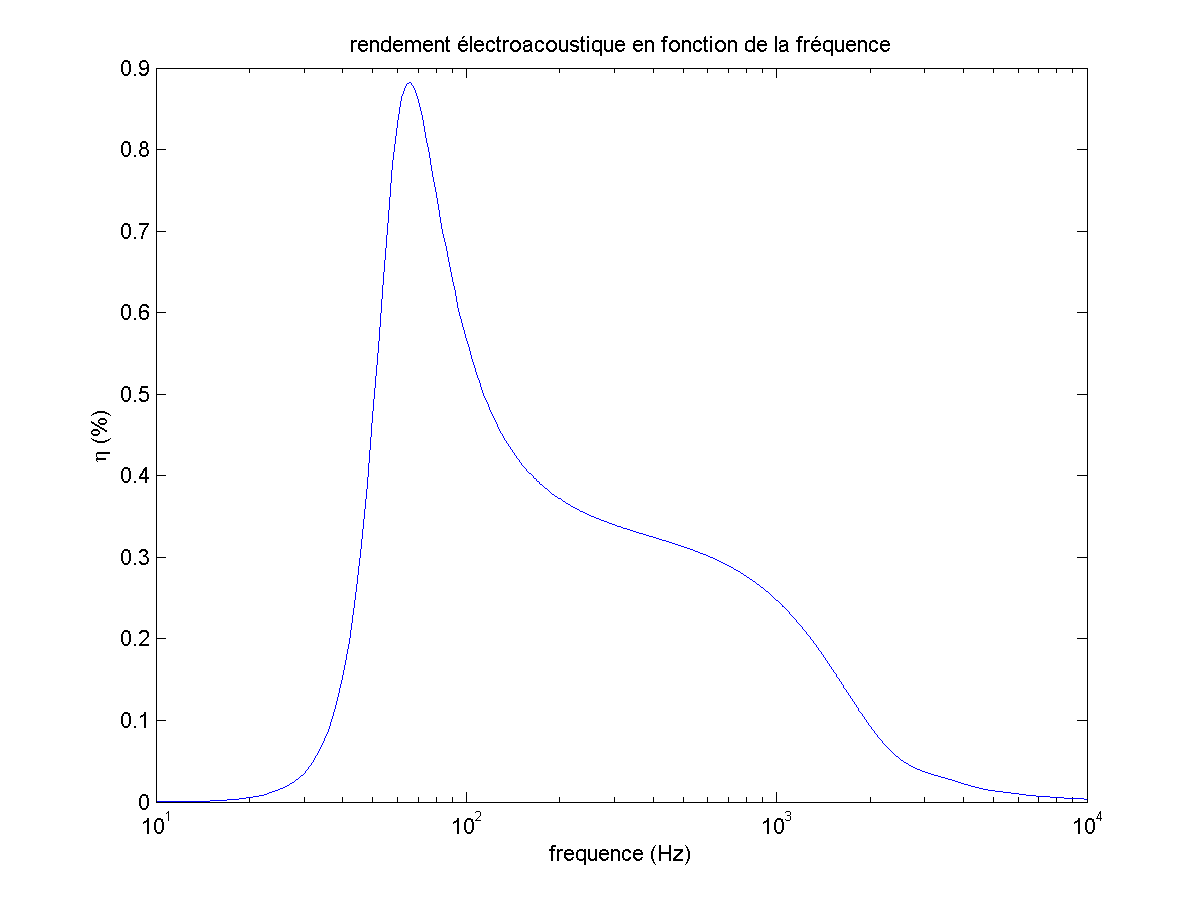 rendement électroacoustique en fonction de la fréquence
0.9
0.8
0.7
0.6
0.5
0.4
0.3
0.2
0.1
0
η (%)
10¹ 10² 10³ 10⁴
frequence (Hz)